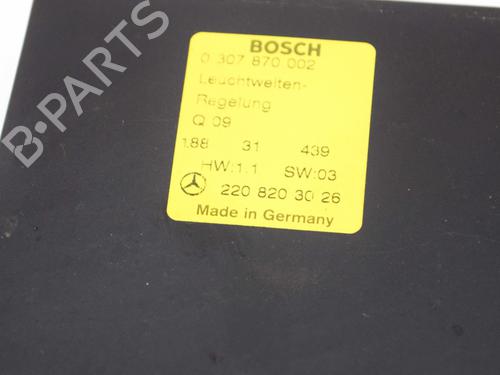 BOSCH
0 307 870 002
Leuchtweiten-
Regelung
Q 09
188 31 439
HW:1.1 SW:03
220 820 30 26
Made in Germany
B-PARTS